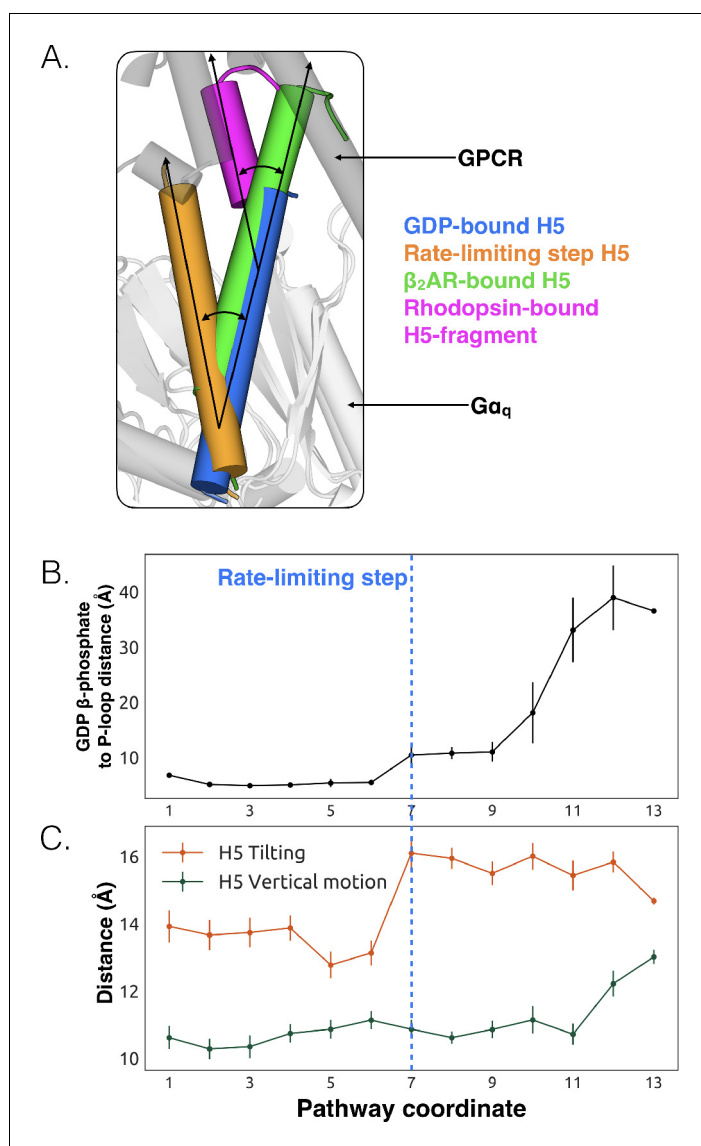 A.
GPCR
GDP-bound H5
Rate-limiting step H5
β₂AR-bound H5
Rhodopsin-bound
H5-fragment
Gα_q
B.
Rate-limiting step
GDP β-phosphate
to P-loop distance (Å)
40
30
20
10
1 3 5 7 9 11 13
C.
H5 Tilting
H5 Vertical motion
Distance (Å)
16
14
12
10
1 3 5 7 9 11 13
Pathway coordinate